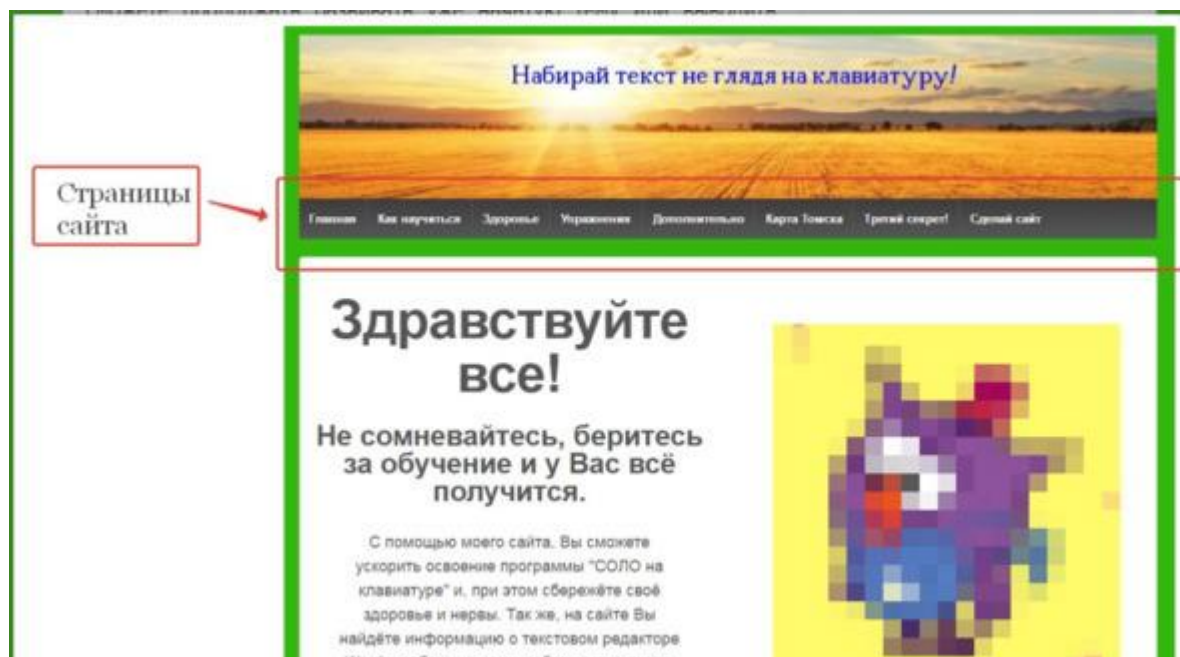 Набирай текст не глядя на клавиатуру!
Страницы
сайта
Главная Как научиться Здоровье Упражнения Дополнительно Карта Томска Третий секрет! Сделай сайт
Здравствуйте
все!
Не сомневайтесь, беритесь
за обучение и у Вас всё
получится.
С помощью моего сайта, Вы сможете
ускорить освоение программы "СОЛО на
клавиатуре" и, при этом сбережёте своё
здоровье и нервы. Так же, на сайте Вы
найдёте информацию о текстовом редакторе